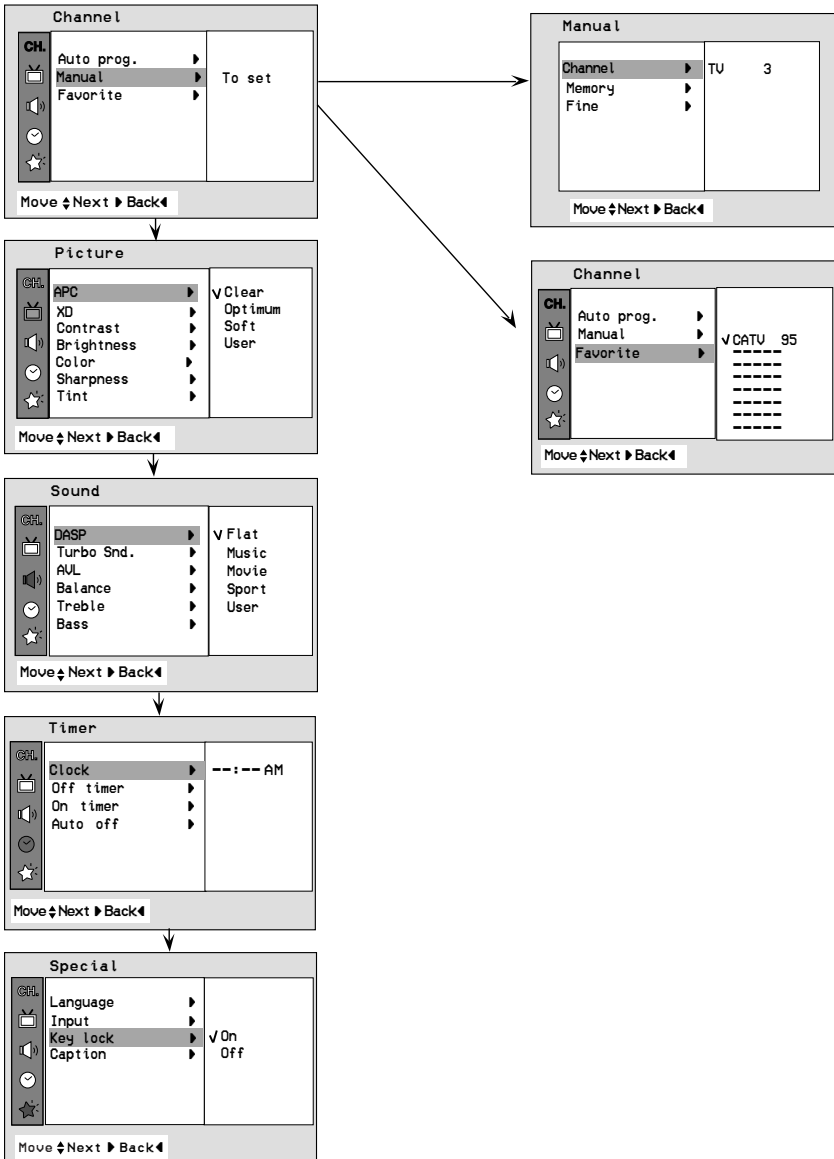 Channel
CH.
Auto prog.
Manual
Favorite
To set
Move Next Back
Picture
CH.
APC
XD
Contrast
Brightness
Color
Sharpness
Tint
√ Clear
Optimum
Soft
User
Move Next Back
Sound
CH.
DASP
Turbo Snd.
AVL
Balance
Treble
Bass
√ Flat
Music
Movie
Sport
User
Move Next Back
Timer
CH.
Clock
Off timer
On timer
Auto off
--:-- AM
Move Next Back
Special
CH.
Language
Input
Key lock
Caption
√ On
Off
Move Next Back
Manual
Channel
Memory
Fine
TV 3
Move Next Back
Channel
CH.
Auto prog.
Manual
Favorite
√ CATV 95
-----
-----
-----
-----
-----
-----
-----
Move Next Back